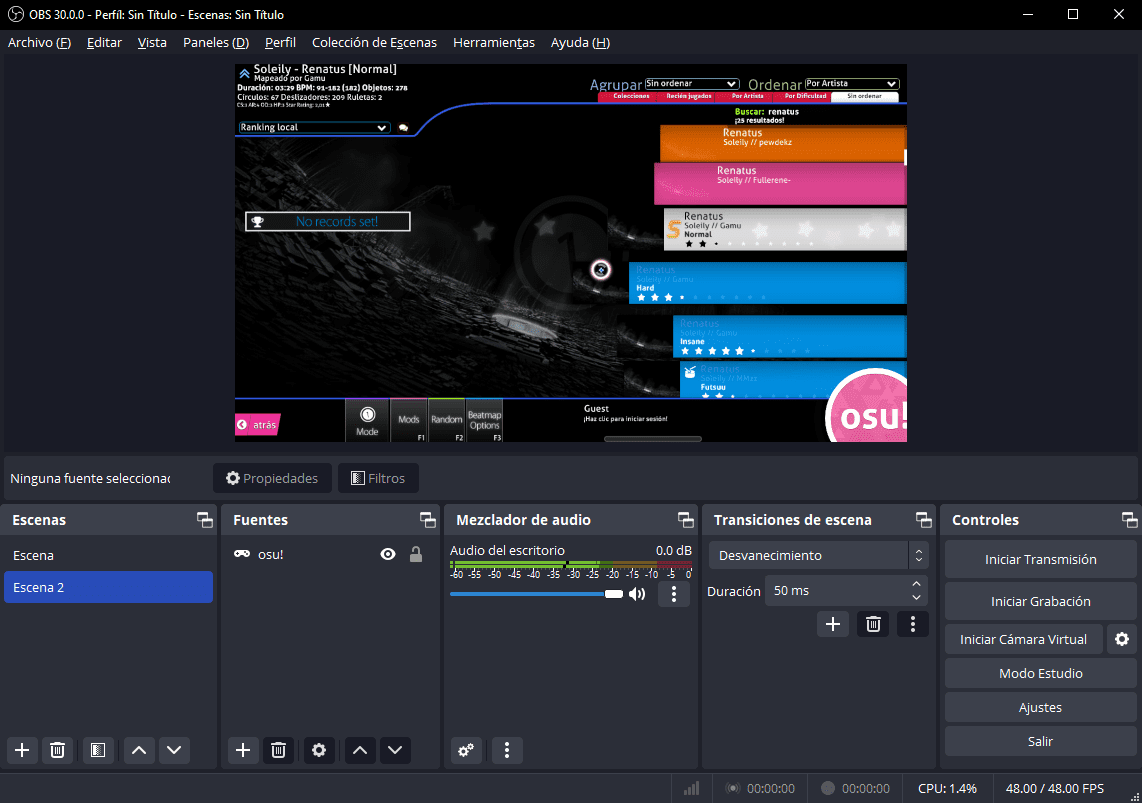 OBS 30.0.0 - Perfil: Sin Título - Escenas: Sin Título
Archivo (F) Editar Vista Paneles (D) Perfil Colección de Escenas Herramientas Ayuda (H)
Soleily - Renatus [Normal]
Mapeado por Gamu
Duración: 03:29 BPM: 91-182 (182) Objetos: 278
Círculos: 67 Deslizadores: 209 Ruletas: 2
Agrupar Sin ordenar Ordenar Por Artista
Colecciones Recién jugados Por Artista Por Dificultad Sin ordenar
Ranking local
Buscar: renatus
¡25 resultados!
Renatus
Soleily // pewdekz
Renatus
Soleily // Fullerene-
No records set!
Renatus
Soleily // Gamu
Normal
Renatus
Soleily // Gamu
Hard
Renatus
Soleily // Gamu
Insane
Renatus
Soleily // MMzz
Futsuu
osu!
atrás
1
Mode
Mods
F1
Random
F2
Beatmap
Options
F3
Guest
¡Haz clic para iniciar sesión!
Ninguna fuente seleccionad Propiedades Filtros
Escenas
Escena
Escena 2
Fuentes
osu!
Mezclador de audio
Audio del escritorio 0.0 dB
-60 -55 -50 -45 -40 -35 -30 -25 -20 -15 -10 -5 0
Transiciones de escena
Desvanecimiento
Duración 50 ms
Controles
Iniciar Transmisión
Iniciar Grabación
Iniciar Cámara Virtual
Modo Estudio
Ajustes
Salir
00:00:00 00:00:00 CPU: 1.4% 48.00 / 48.00 FPS